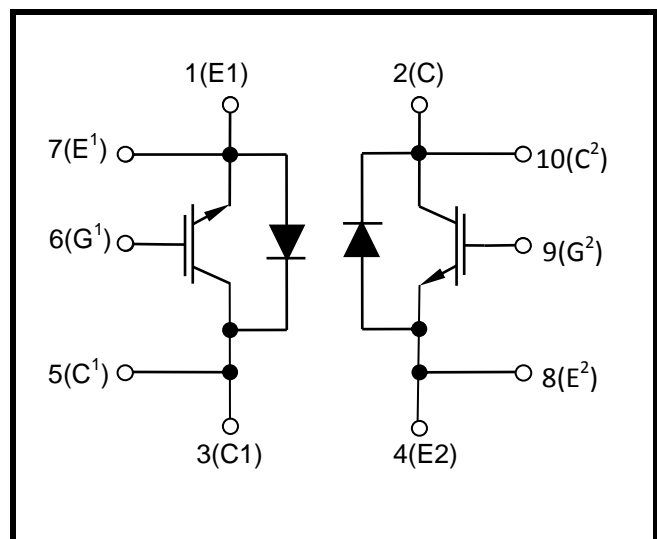 1(E1)
2(C)
7(E¹)
10(C²)
6(G¹)
9(G²)
5(C¹)
8(E²)
3(C1)
4(E2)